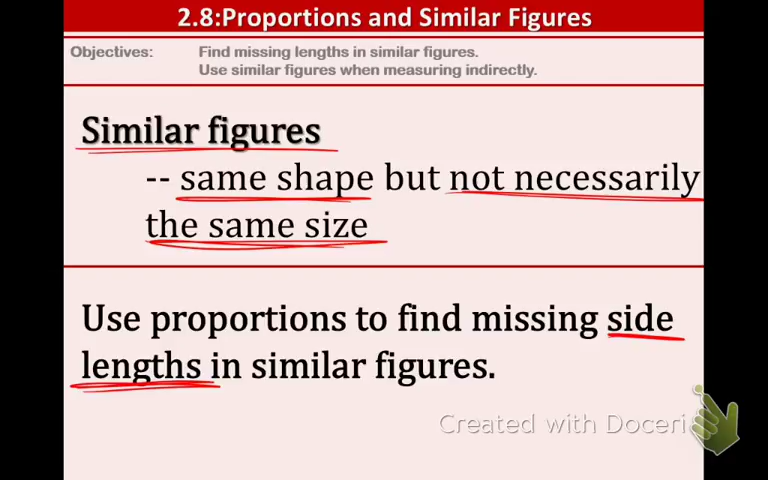 2.8:Proportions and Similar Figures
Objectives: Find missing lengths in similar figures.
Use similar figures when measuring indirectly.
Similar figures
-- same shape but not necessarily
the same size
Use proportions to find missing side
lengths in similar figures.
Created with Doceri